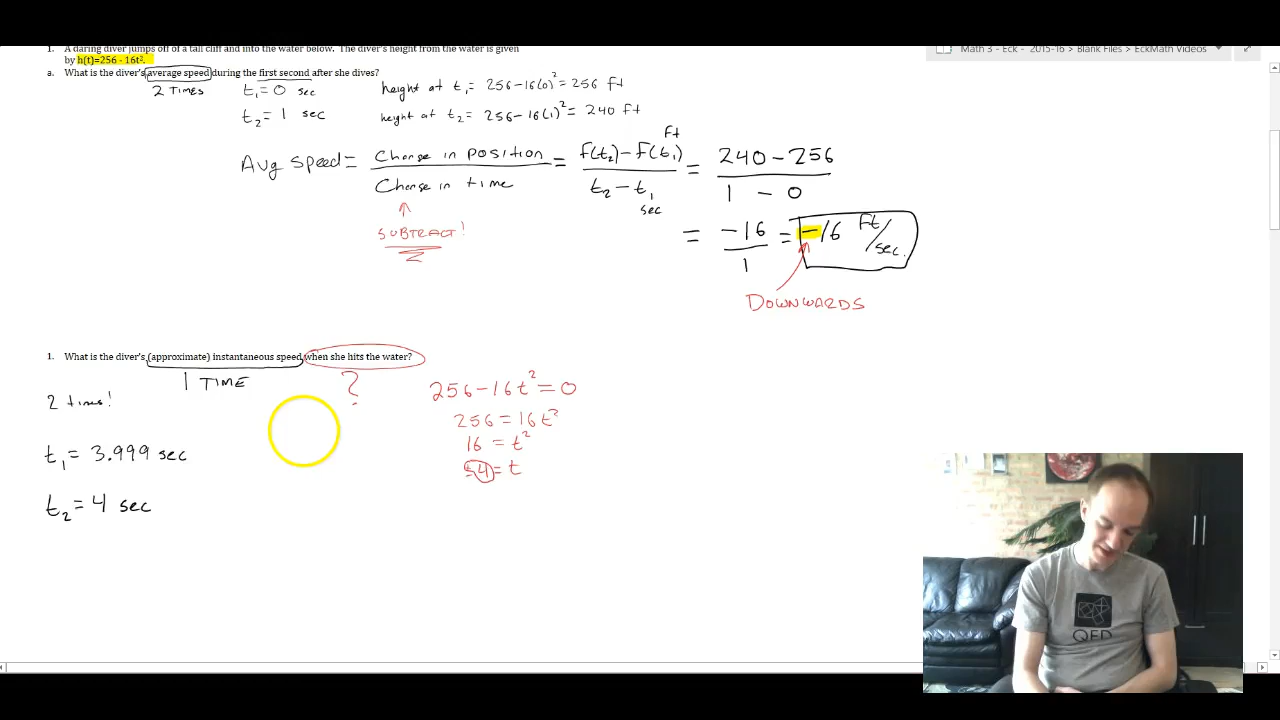 1. A daring diver jumps off of a tall cliff and into the water below. The diver's height from the water is given
by h(t)=256 - 16t².
Math 3 - Eck - 2015-16 > Blank Files > EckMath Videos
a. What is the diver's average speed during the first second after she dives?
2 TIMES
t₁ = 0 sec
height at t₁ = 256-16(0)² = 256 ft
t₂ = 1 sec
height at t₂ = 256-16(1)² = 240 ft
Avg Speed = Change in position / Change in time = f(t₂) - f(t₁) ft / t₂ - t₁ sec = 240 - 256 / 1 - 0
SUBTRACT!
= -16 / 1 = -16 ft/sec.
DOWNWARDS
1. What is the diver's (approximate) instantaneous speed when she hits the water?
1 TIME
?
2 times!
256-16t² = 0
256 = 16t²
16 = t²
±4 = t
t₁ = 3.999 sec
t₂ = 4 sec
QED